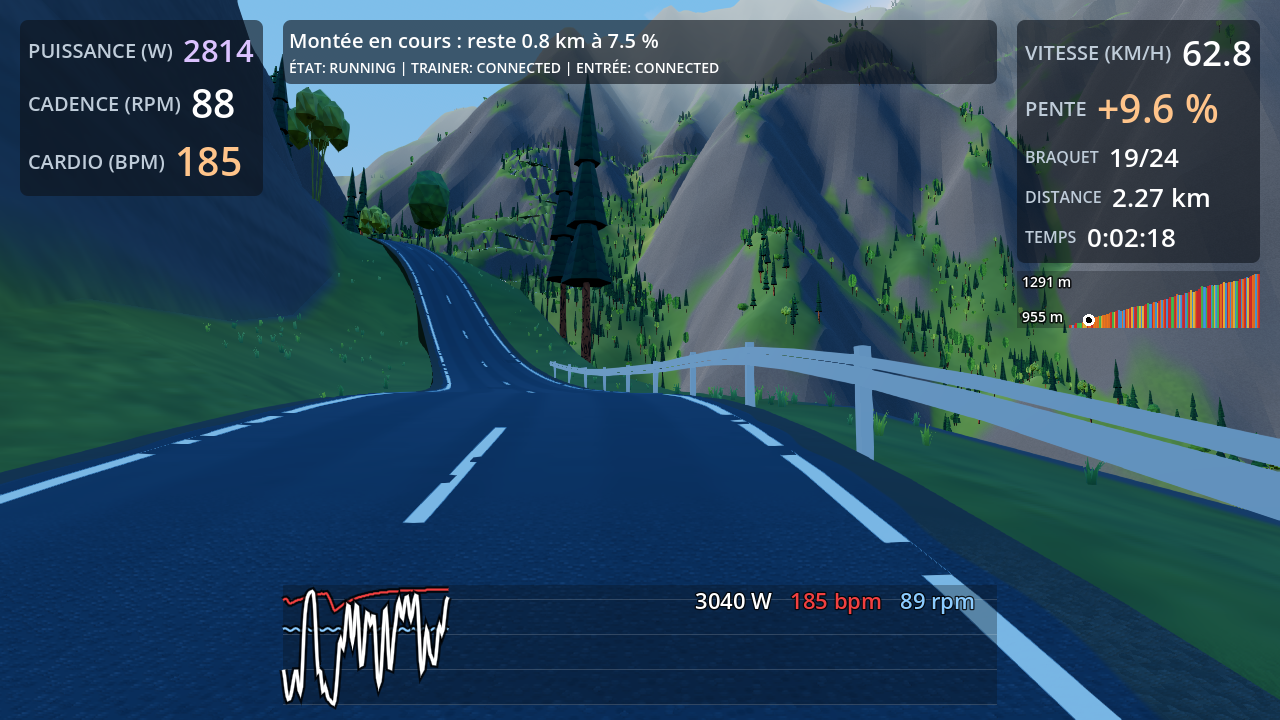 PUISSANCE (W) 2814
CADENCE (RPM) 88
CARDIO (BPM) 185
Montée en cours : reste 0.8 km à 7.5 %
ÉTAT: RUNNING | TRAINER: CONNECTED | ENTRÉE: CONNECTED
VITESSE (KM/H) 62.8
PENTE +9.6 %
BRAQUET 19/24
DISTANCE 2.27 km
TEMPS 0:02:18
1291 m
955 m
3040 W 185 bpm 89 rpm